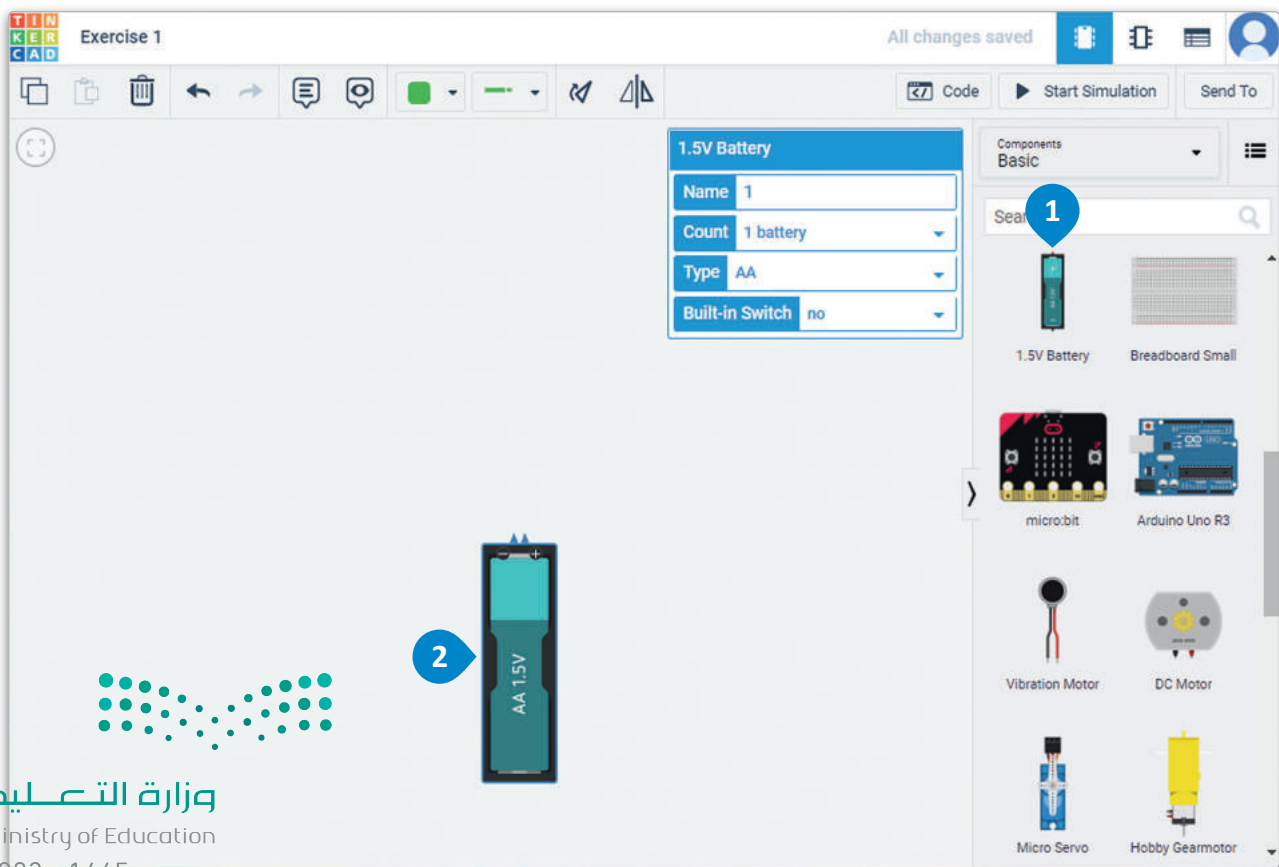 TINKERCAD
Exercise 1
All changes saved
Code
Start Simulation
Send To
1.5V Battery
Name 1
Count 1 battery
Type AA
Built-in Switch no
Components
Basic
1
1.5V Battery
Breadboard Small
micro:bit
Arduino Uno R3
Vibration Motor
DC Motor
Micro Servo
Hobby Gearmotor
2
AA 1.5V
وزارة
inistry of Education